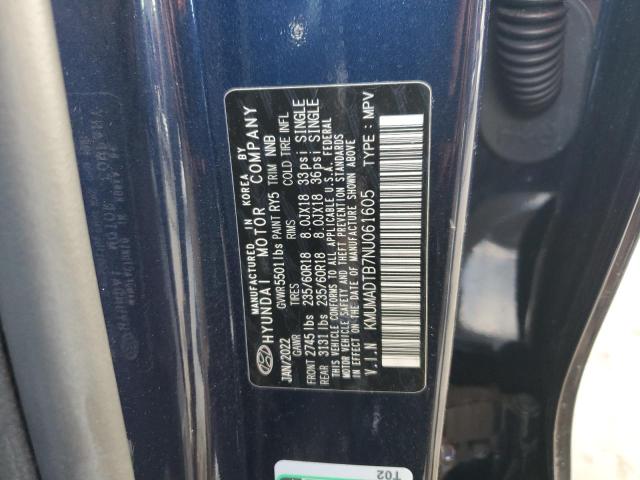 MANUFACTURED IN KOREA BY
HYUNDAI MOTOR COMPANY
JAN/2022 GVWR 5501lbs PAINT RY5 TRIM NNB
GAWR TIRES RIMS COLD TIRE INFL
FRONT 2745lbs 235/60R18 8.0JX18 33psi SINGLE
REAR 3131lbs 235/60R18 8.0JX18 36psi SINGLE
THIS VEHICLE CONFORMS TO ALL APPLICABLE U.S.A. FEDERAL
MOTOR VEHICLE SAFETY AND THEFT PREVENTION STANDARDS
IN EFFECT ON THE DATE OF MANUFACTURE SHOWN ABOVE.
V.I.N KMUMADTB7NU061605 TYPE : MPV
T02